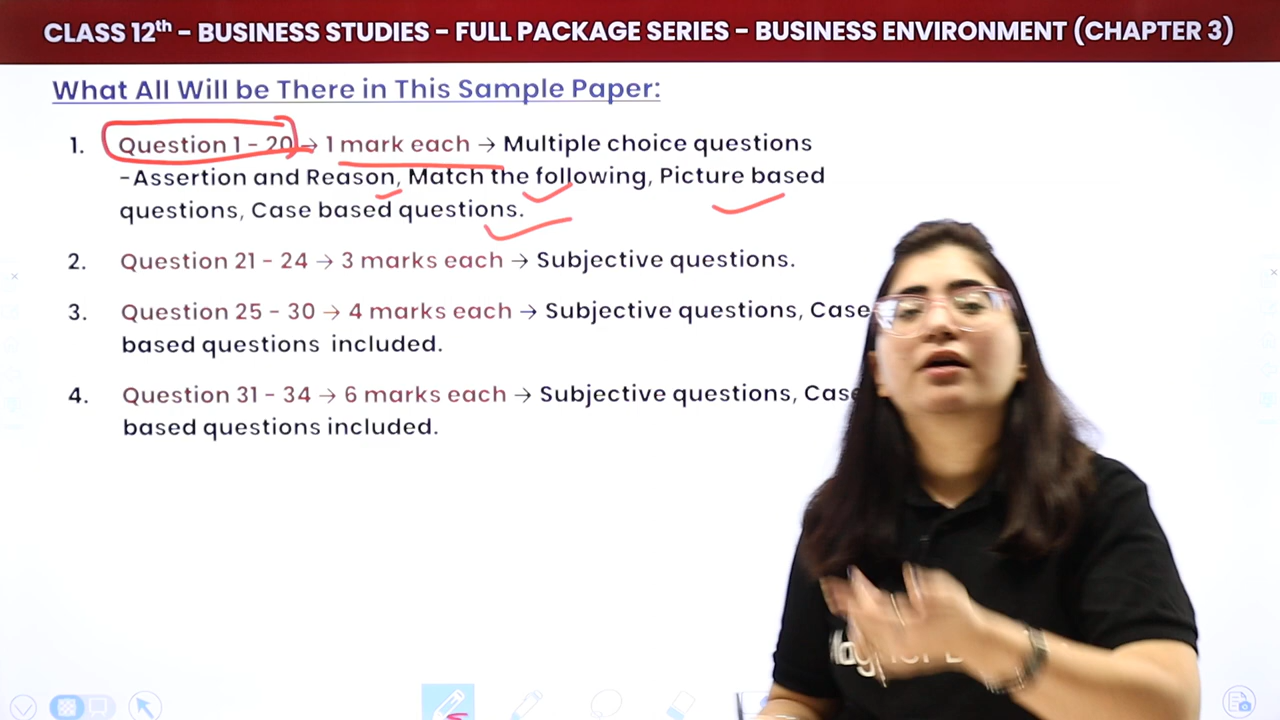 CLASS 12th – BUSINESS STUDIES – FULL PACKAGE SERIES – BUSINESS ENVIRONMENT (CHAPTER 3)
What All Will be There in This Sample Paper:
1. Question 1 - 20 → 1 mark each → Multiple choice questions
-Assertion and Reason, Match the following, Picture based
questions, Case based questions.
2. Question 21 - 24 → 3 marks each → Subjective questions.
3. Question 25 - 30 → 4 marks each → Subjective questions, Case
based questions included.
4. Question 31 - 34 → 6 marks each → Subjective questions, Case
based questions included.